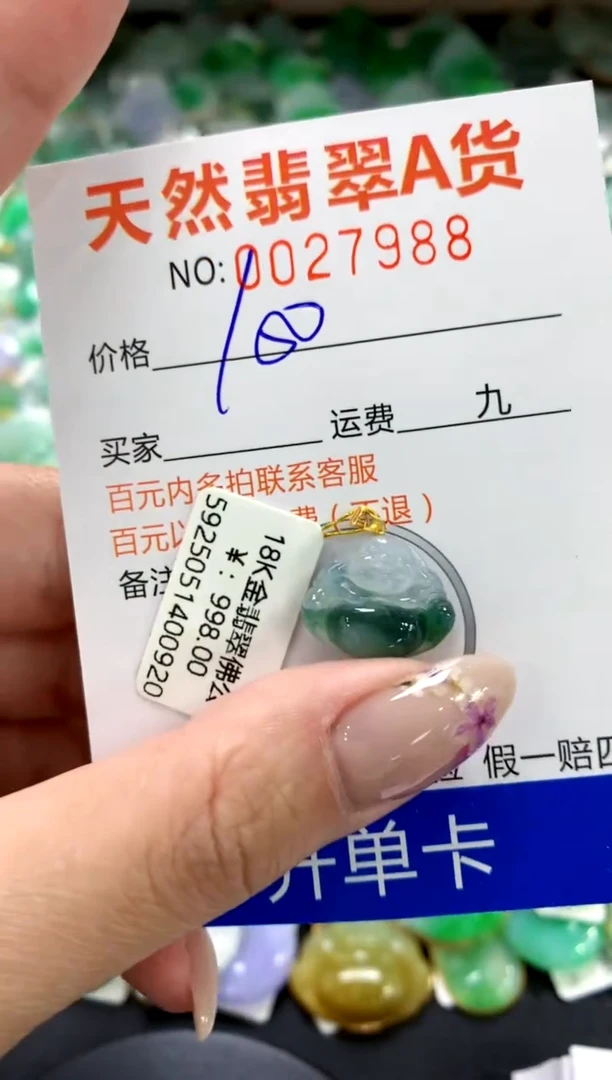 天然翡翠A货
NO:0027988
价格 100
买家 运费 九
百元内多拍联系客服
百元以 费(不退)
备注
18K金翡翠佛公
￥:998.00
5925051400920
假一赔四
开单卡